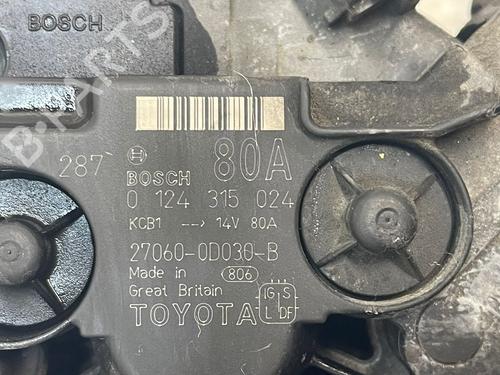 BOSCH
B-PARTS
287 80A
BOSCH
0 124 315 024
KCB1 --> 14V 80A
27060-0D030-B
Made in 806
Great Britain
TOYOTA
IG S
L DF